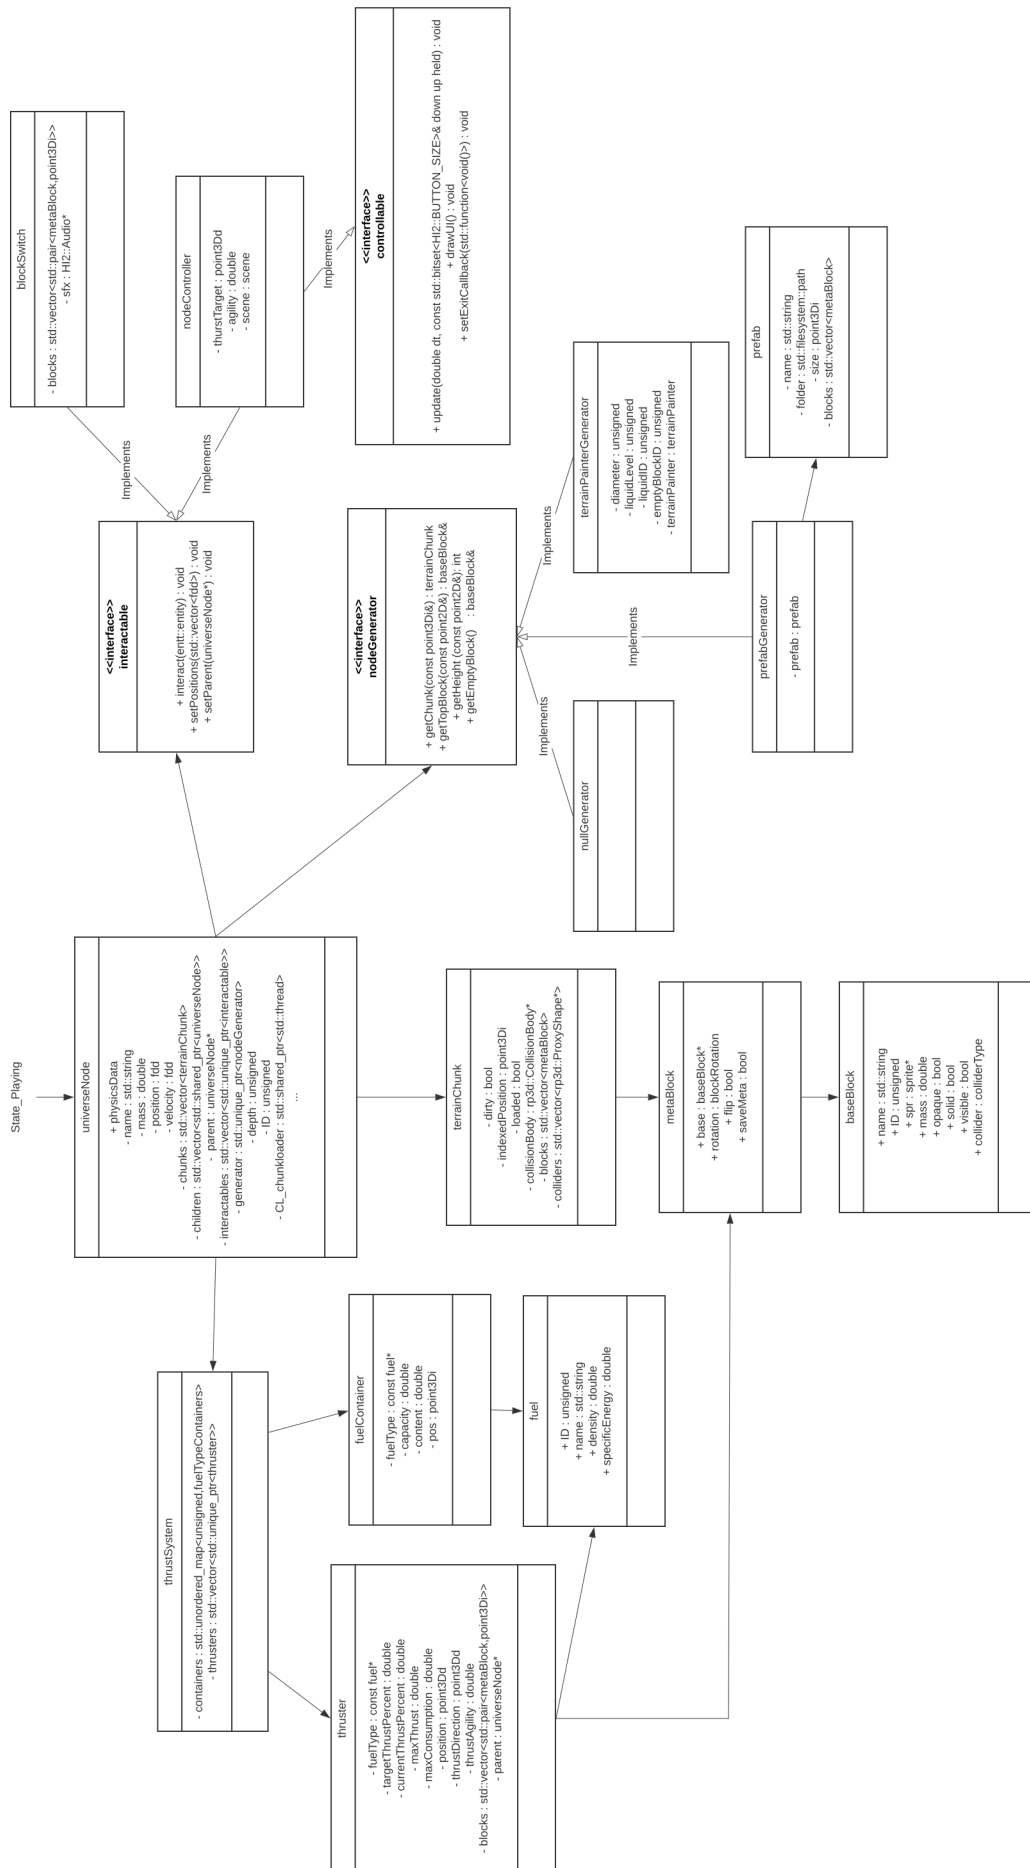 State_Playing
blockSwitch
- blocks : std::vector<std::pair<metaBlock,point3Di>>
- sfx : HI2::Audio*
nodeController
- thurstTarget : point3Dd
- agility : double
- scene : scene
Implements
Implements
Implements
<<interface>>
controllable
+ update(double dt, const std::bitset<HI2::BUTTON_SIZE>& down up held) : void
+ drawUI() : void
+ setExitCallback(std::function<void()>) : void
<<interface>>
interactable
+ interact(entt::entity) : void
+ setPositions(std::vector<fdd>) : void
+ setParent(universeNode*) : void
<<interface>>
nodeGenerator
+ getChunk(const point3Di&) : terrainChunk
+ getTopBlock(const point2D&) : baseBlock&
+ getHeight (const point2D&): int
+ getEmptyBlock() : baseBlock&
Implements
Implements
Implements
terrainPainterGenerator
- diameter : unsigned
- liquidLevel : unsigned
- liquidID : unsigned
- emptyBlockID : unsigned
- terrainPainter : terrainPainter
nullGenerator
prefabGenerator
- prefab : prefab
prefab
- name : std::string
- folder : std::filesystem::path
- size : point3Di
- blocks : std::vector<metaBlock>
universeNode
+ physicsData
- name : std::string
- mass : double
- position : fdd
- velocity : fdd
- chunks : std::vector<terrainChunk>
- children : std::vector<std::shared_ptr<universeNode>>
- parent : universeNode*
- interactables : std::vector<std::unique_ptr<interactable>>
- generator : std::unique_ptr<nodeGenerator>
- depth : unsigned
- ID : unsigned
- CL_chunkloader : std::shared_ptr<std::thread>
...
terrainChunk
- dirty : bool
- indexedPosition : point3Di
- loaded : bool
- collisionBody : rp3d::CollisionBody*
- blocks : std::vector<metaBlock>
- colliders : std::vector<rp3d::ProxyShape*>
metaBlock
+ base : baseBlock*
+ rotation : blockRotation
+ flip : bool
+ saveMeta : bool
baseBlock
+ name : std::string
+ ID : unsigned
+ spr : sprite*
+ mass : double
+ opaque : bool
+ solid : bool
+ visible : bool
+ collider : colliderType
thrustSystem
- containers : std::unordered_map<unsigned,fuelTypeContainers>
- thrusters : std::vector<std::unique_ptr<thruster>>
fuelContainer
- fuelType : const fuel*
- capacity : double
- content : double
- pos : point3Di
fuel
+ ID : unsigned
+ name : std::string
+ density : double
+ specificEnergy : double
thruster
- fuelType : const fuel*
- targetThrustPercent : double
- currentThrustPercent : double
- maxThrust : double
- maxConsumption : double
- position : point3Dd
- thrustDirection : point3Dd
- thrustAgility : double
- blocks : std::vector<std::pair<metaBlock,point3Di>>
- parent : universeNode*